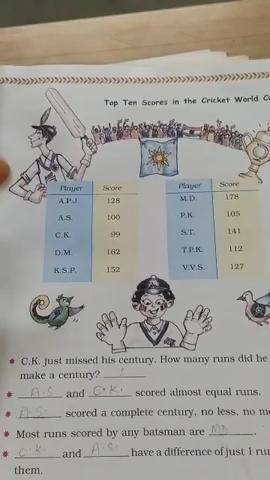 Top Ten Scores in the Cricket World C
Player Score
A.P.J. 128
A.S. 100
C.K. 99
D.M. 162
K.S.P. 152
Player Score
M.D. 178
P.K. 105
S.T. 141
T.P.K. 112
V.V.S. 127
* C.K. just missed his century. How many runs did he
make a century? 1
* A.S and C.K. scored almost equal runs.
* A.S. scored a complete century, no less, no mo
* Most runs scored by any batsman are MD.
* C.K. and A.S. have a difference of just 1 run
them.